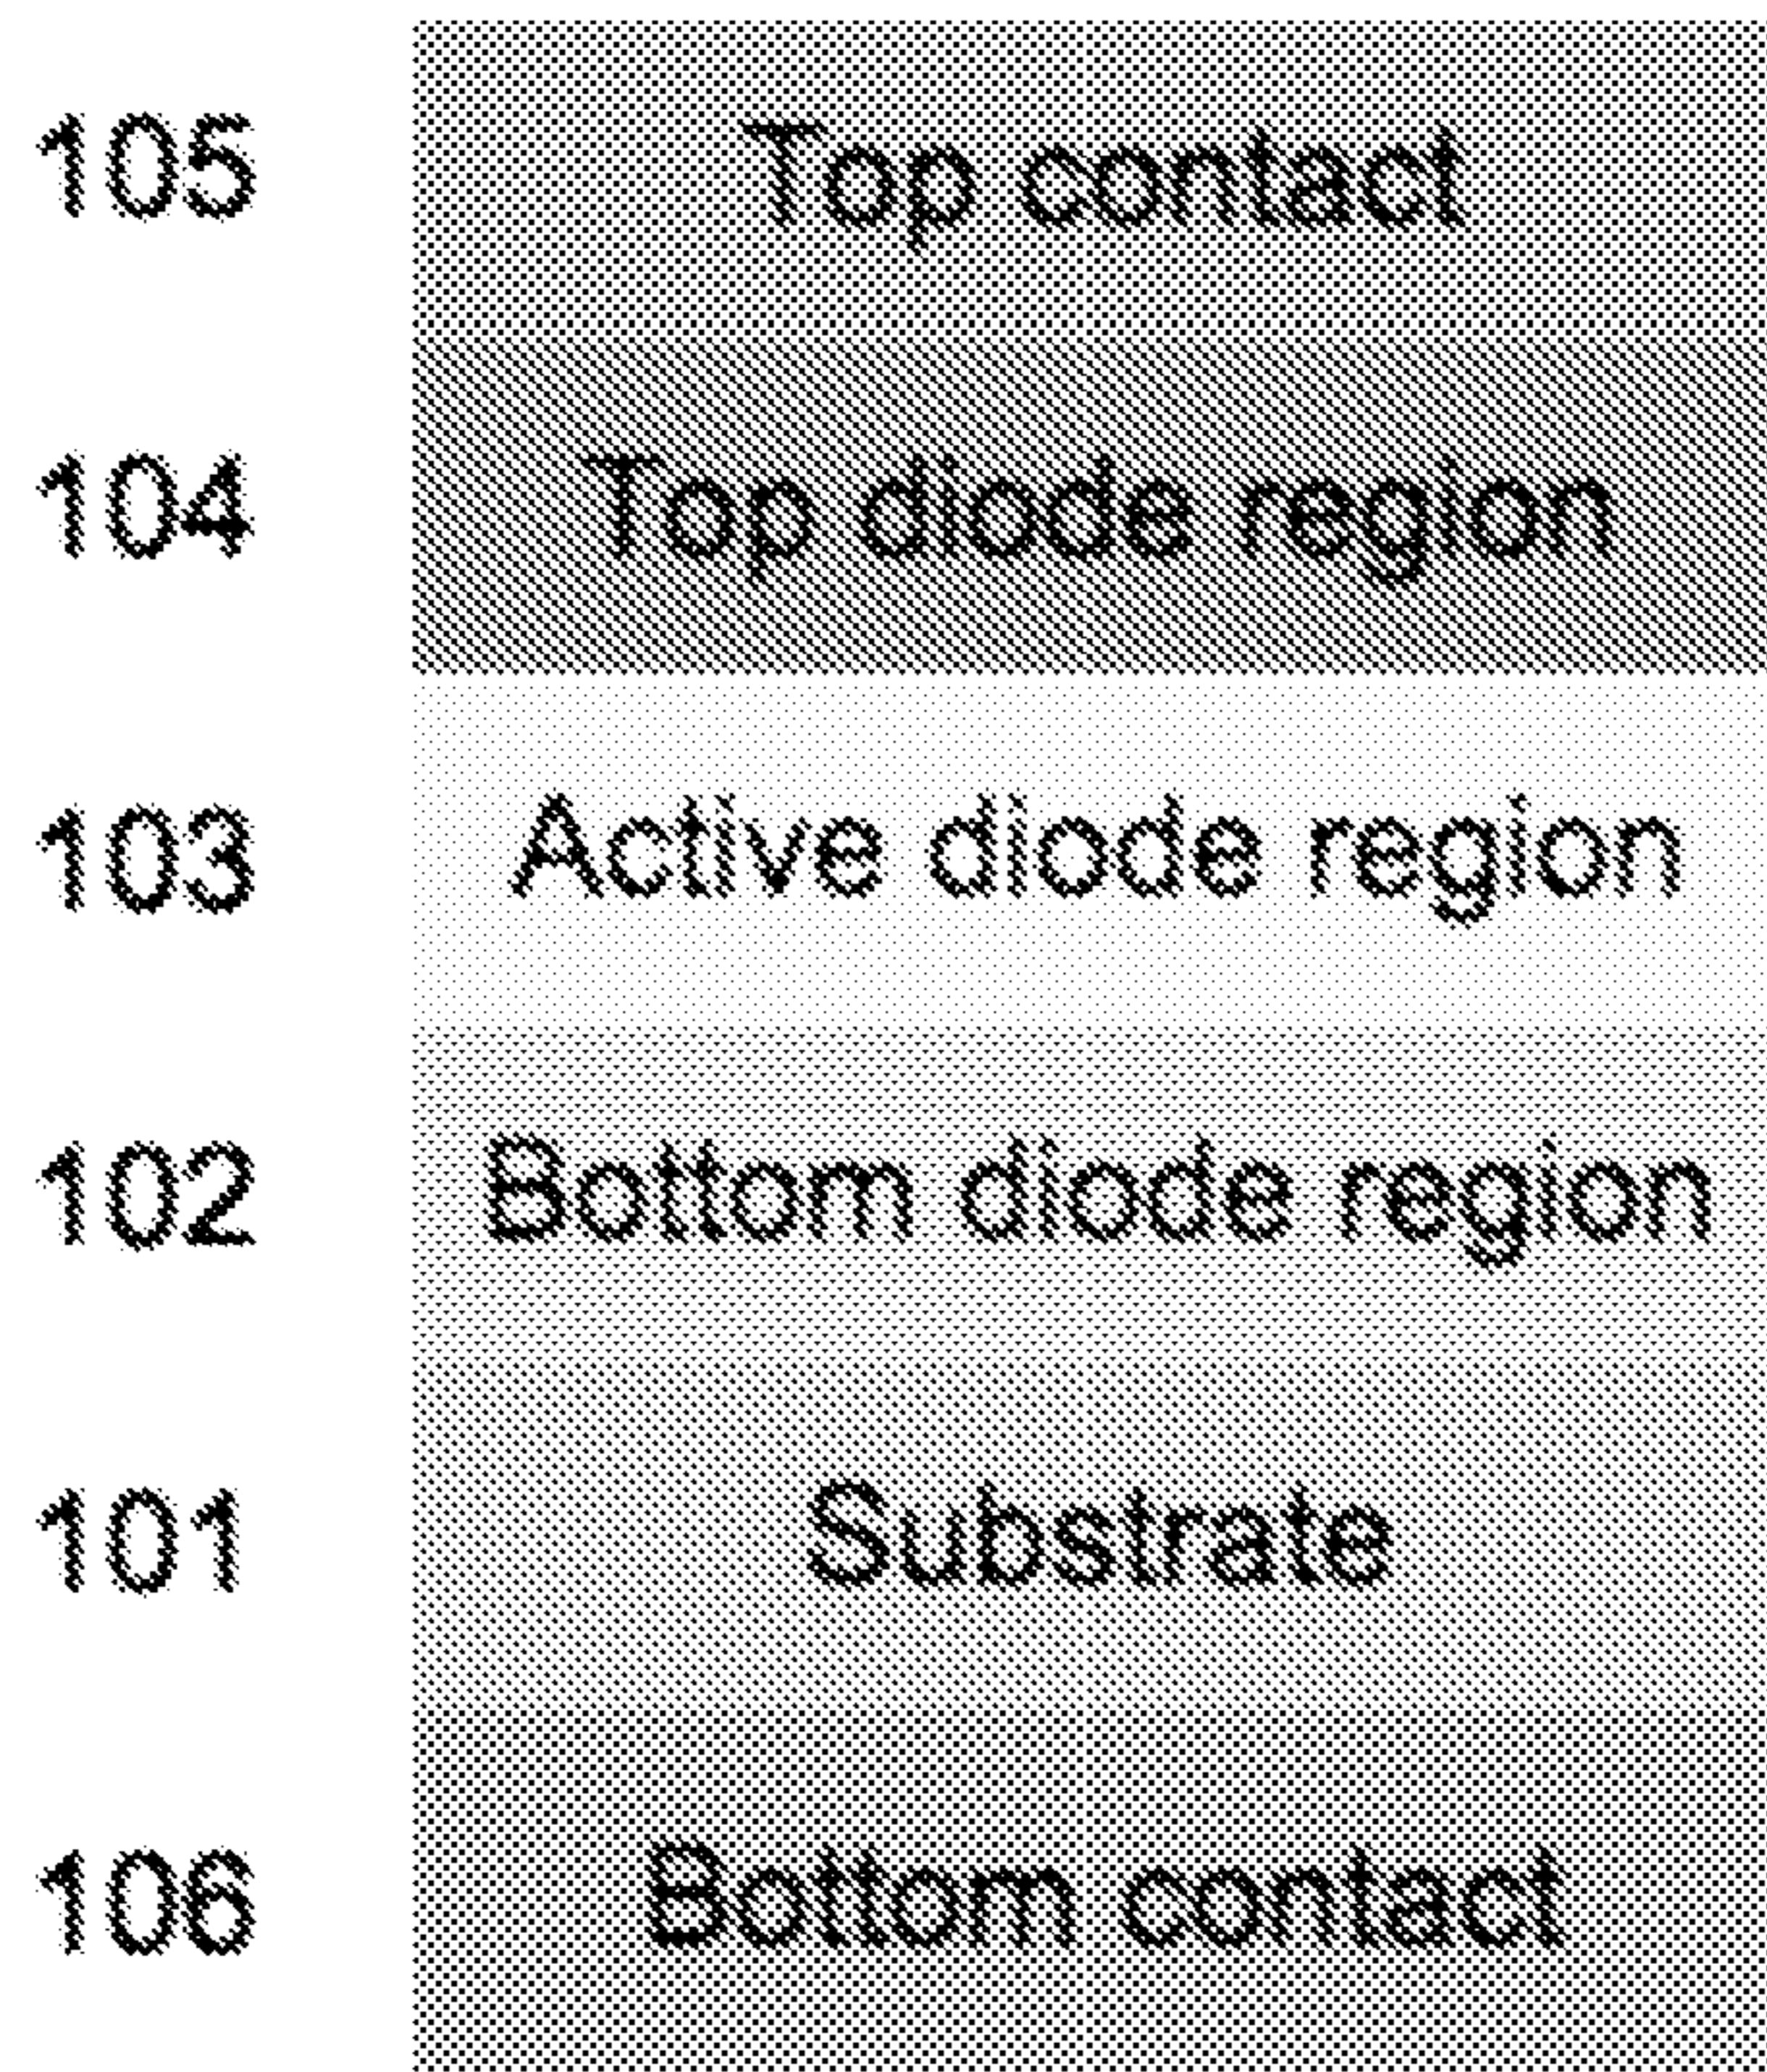 105 Top contact
104 Top diode region
103 Active diode region
102 Bottom diode region
101 Substrate
106 Bottom contact